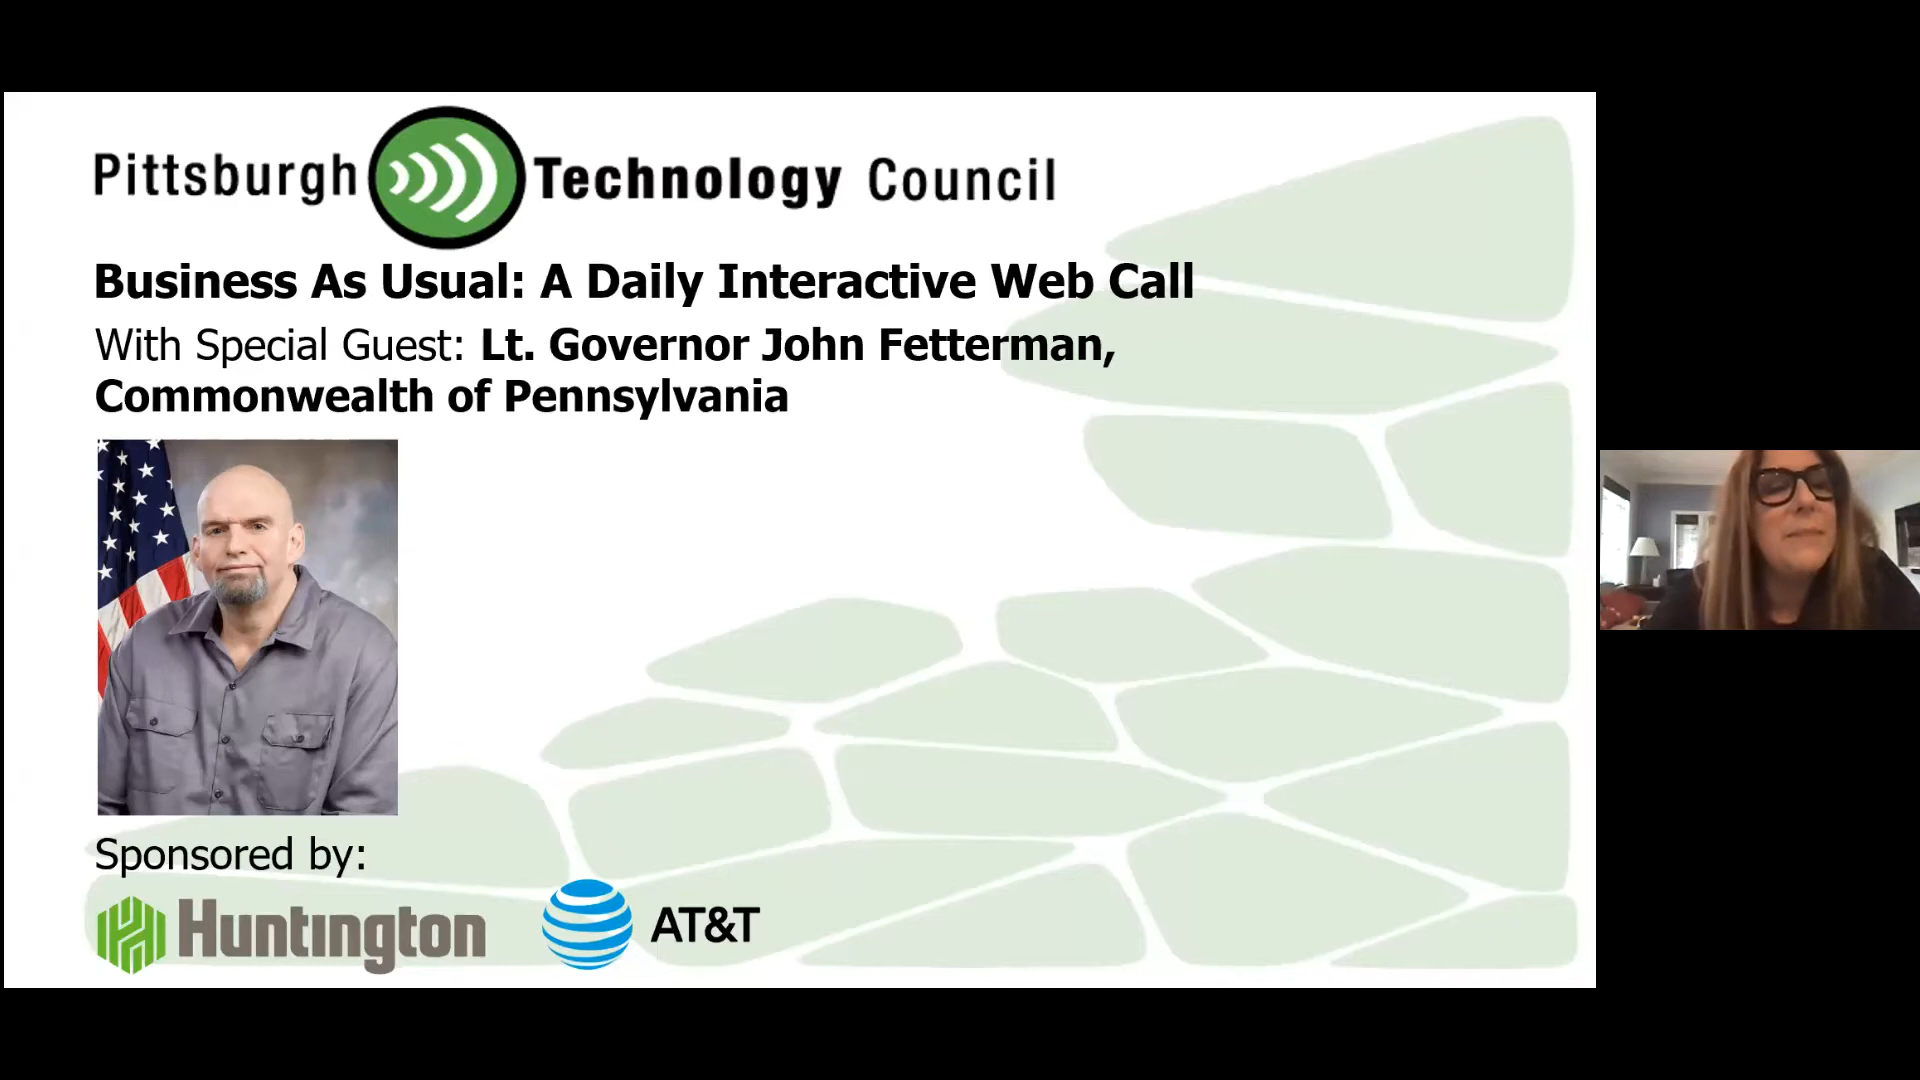 Pittsburgh Technology Council
Business As Usual: A Daily Interactive Web Call
With Special Guest: Lt. Governor John Fetterman,
Commonwealth of Pennsylvania
Sponsored by:
Huntington
AT&T